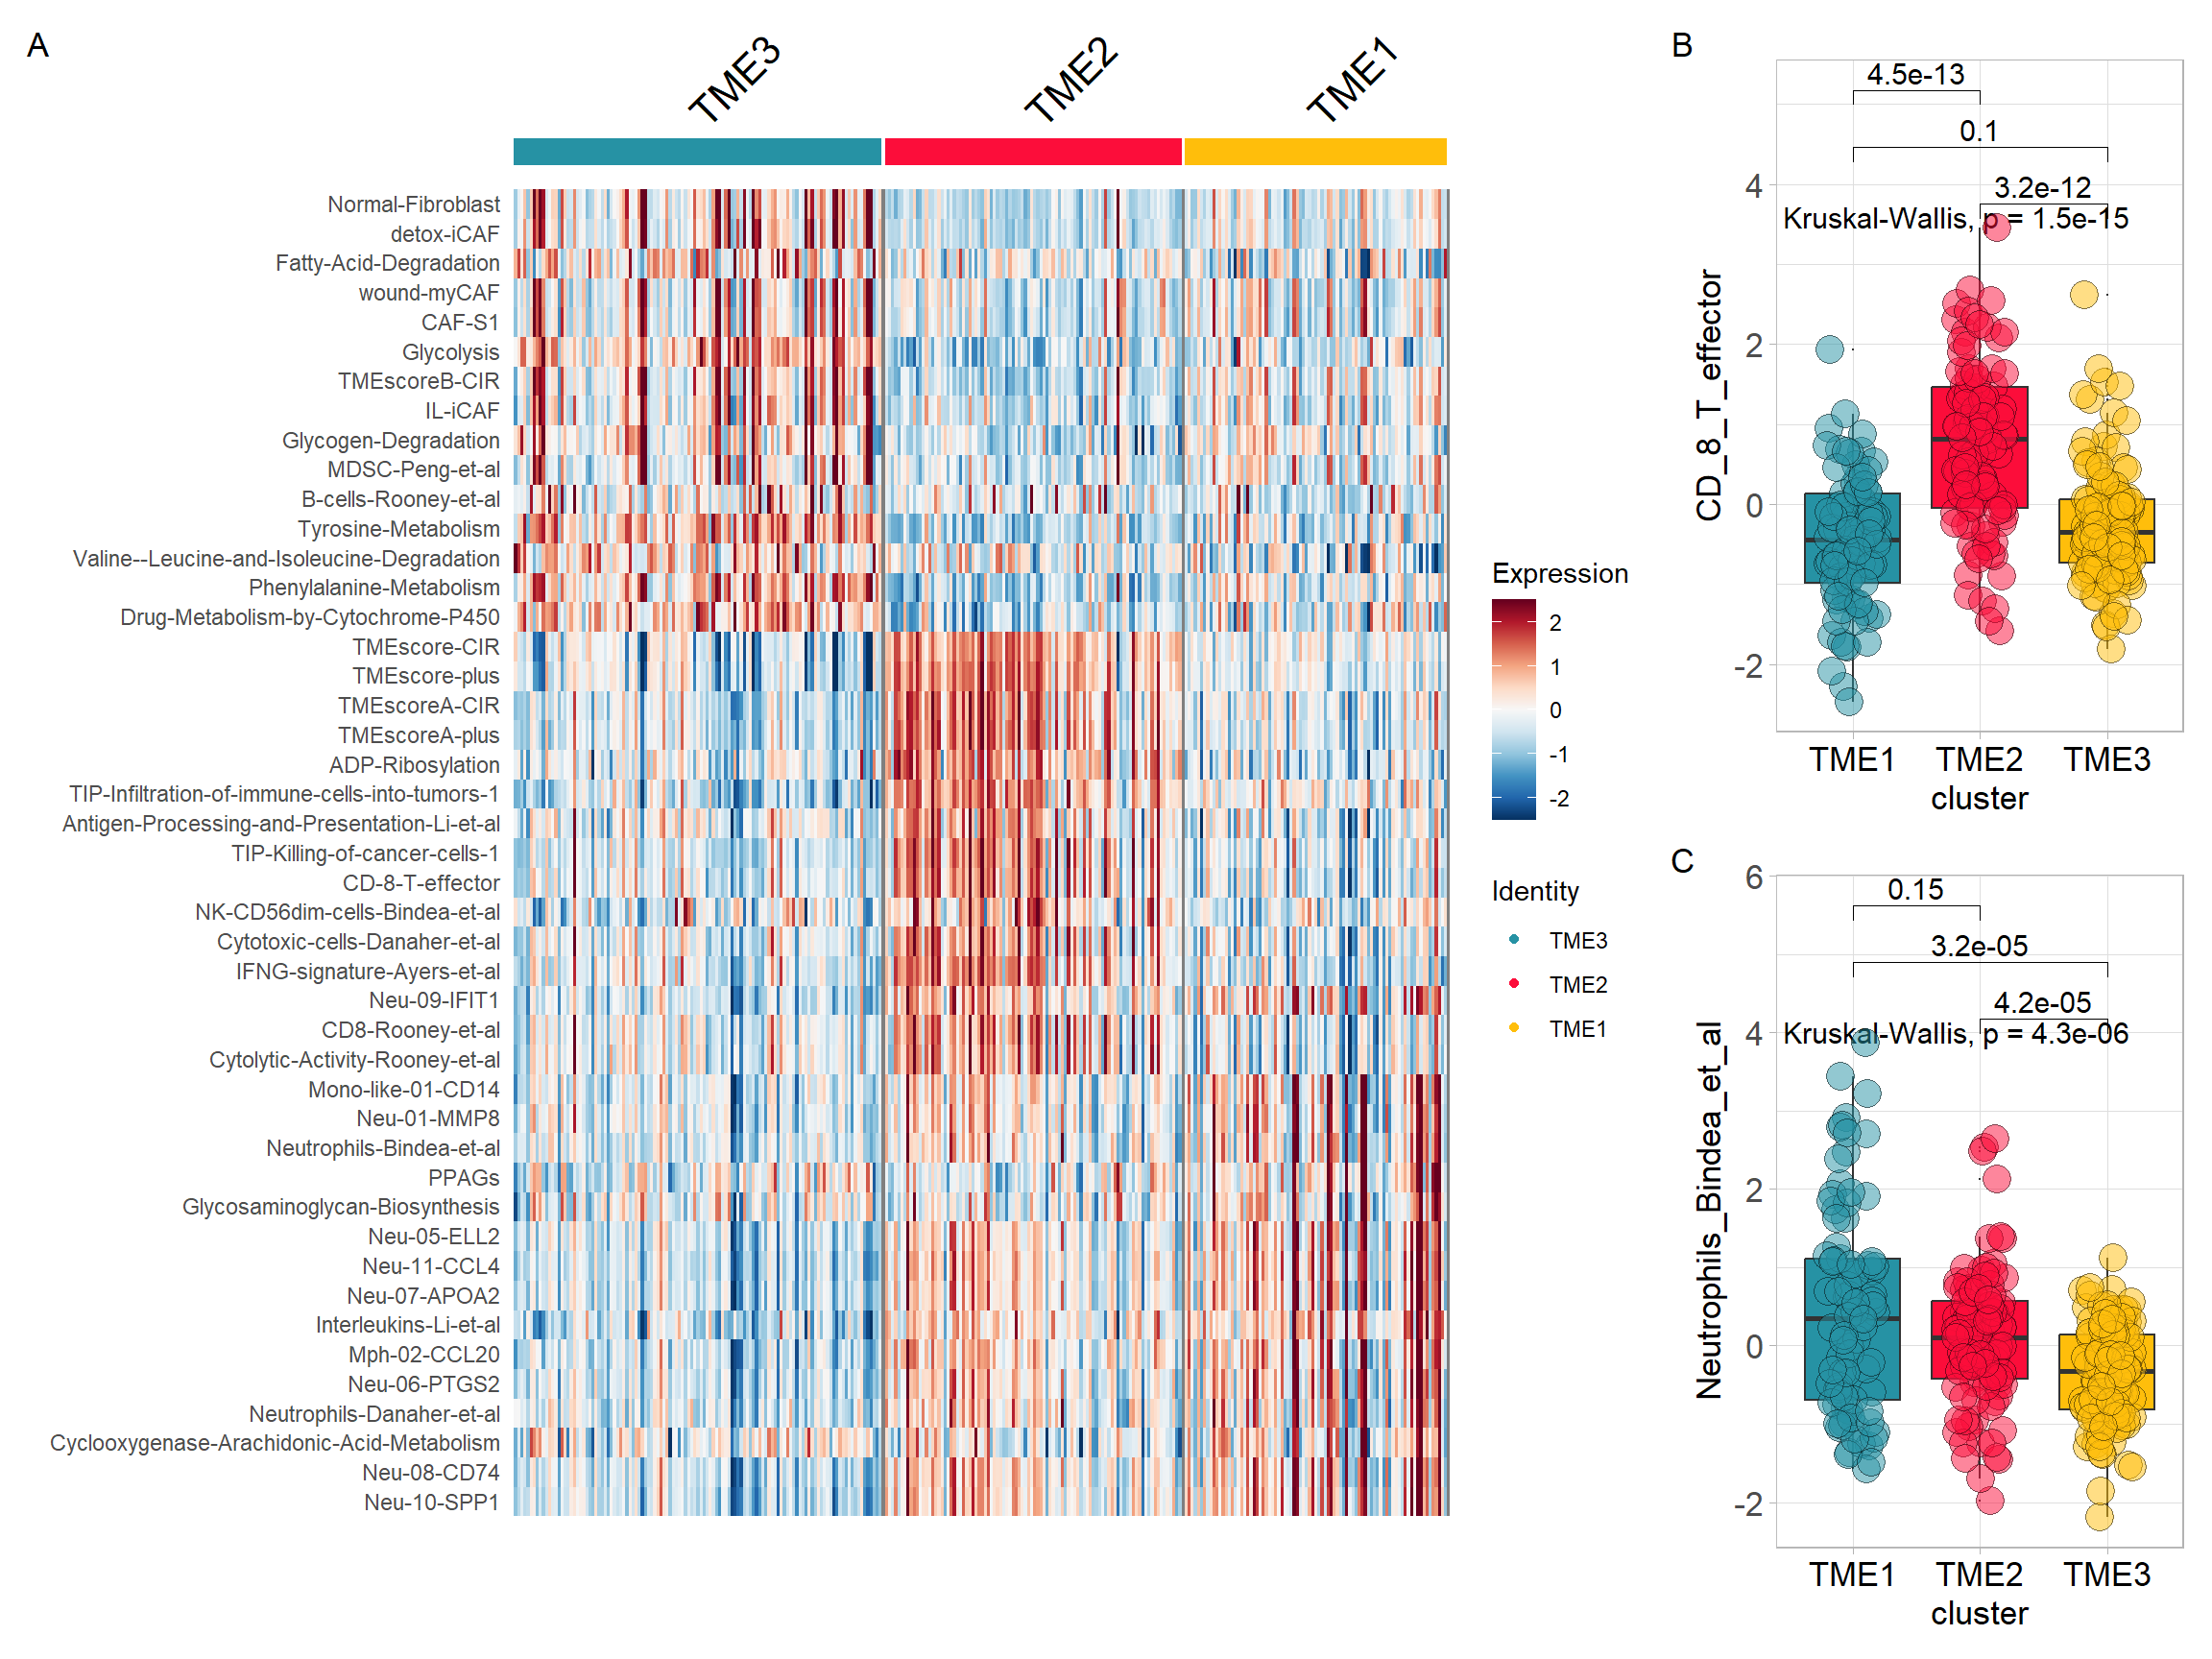 A
TME3
TME2
TME1
Normal-Fibroblast
detox-iCAF
Fatty-Acid-Degradation
wound-myCAF
CAF-S1
Glycolysis
TMEscoreB-CIR
IL-iCAF
Glycogen-Degradation
MDSC-Peng-et-al
B-cells-Rooney-et-al
Tyrosine-Metabolism
Valine--Leucine-and-Isoleucine-Degradation
Phenylalanine-Metabolism
Drug-Metabolism-by-Cytochrome-P450
TMEscore-CIR
TMEscore-plus
TMEscoreA-CIR
TMEscoreA-plus
ADP-Ribosylation
TIP-Infiltration-of-immune-cells-into-tumors-1
Antigen-Processing-and-Presentation-Li-et-al
TIP-Killing-of-cancer-cells-1
CD-8-T-effector
NK-CD56dim-cells-Bindea-et-al
Cytotoxic-cells-Danaher-et-al
IFNG-signature-Ayers-et-al
Neu-09-IFIT1
CD8-Rooney-et-al
Cytolytic-Activity-Rooney-et-al
Mono-like-01-CD14
Neu-01-MMP8
Neutrophils-Bindea-et-al
PPAGs
Glycosaminoglycan-Biosynthesis
Neu-05-ELL2
Neu-11-CCL4
Neu-07-APOA2
Interleukins-Li-et-al
Mph-02-CCL20
Neu-06-PTGS2
Neutrophils-Danaher-et-al
Cyclooxygenase-Arachidonic-Acid-Metabolism
Neu-08-CD74
Neu-10-SPP1
Expression
2
1
0
-1
-2
Identity
TME3
TME2
TME1
B
4.5e-13
0.1
3.2e-12
Kruskal-Wallis, p = 1.5e-15
CD_8_T_effector
4
2
0
-2
TME1 TME2 TME3
cluster
C
0.15
3.2e-05
4.2e-05
Kruskal-Wallis, p = 4.3e-06
Neutrophils_Bindea_et_al
6
4
2
0
-2
TME1 TME2 TME3
cluster